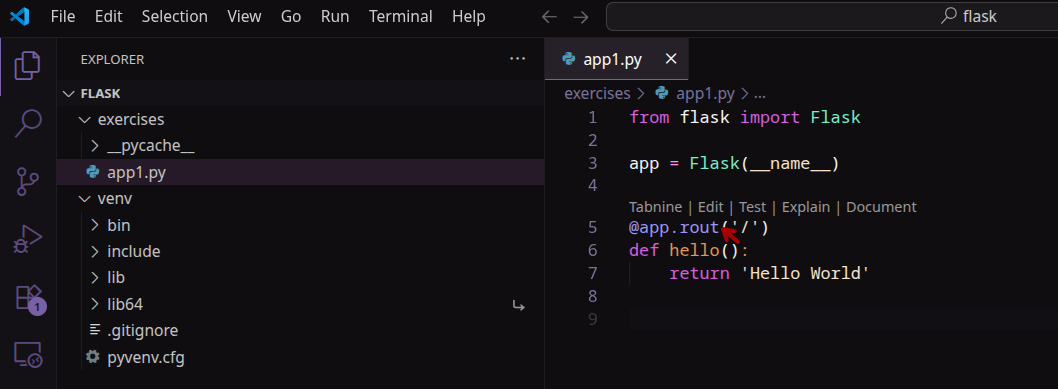 File Edit Selection View Go Run Terminal Help
flask
EXPLORER
FLASK
exercises
__pycache__
app1.py
venv
bin
include
lib
lib64
.gitignore
pyvenv.cfg
1
app1.py
exercises > app1.py > ...
1 from flask import Flask
2
3 app = Flask(__name__)
4
Tabnine | Edit | Test | Explain | Document
5 @app.rout('/')
6 def hello():
7     return 'Hello World'
8
9